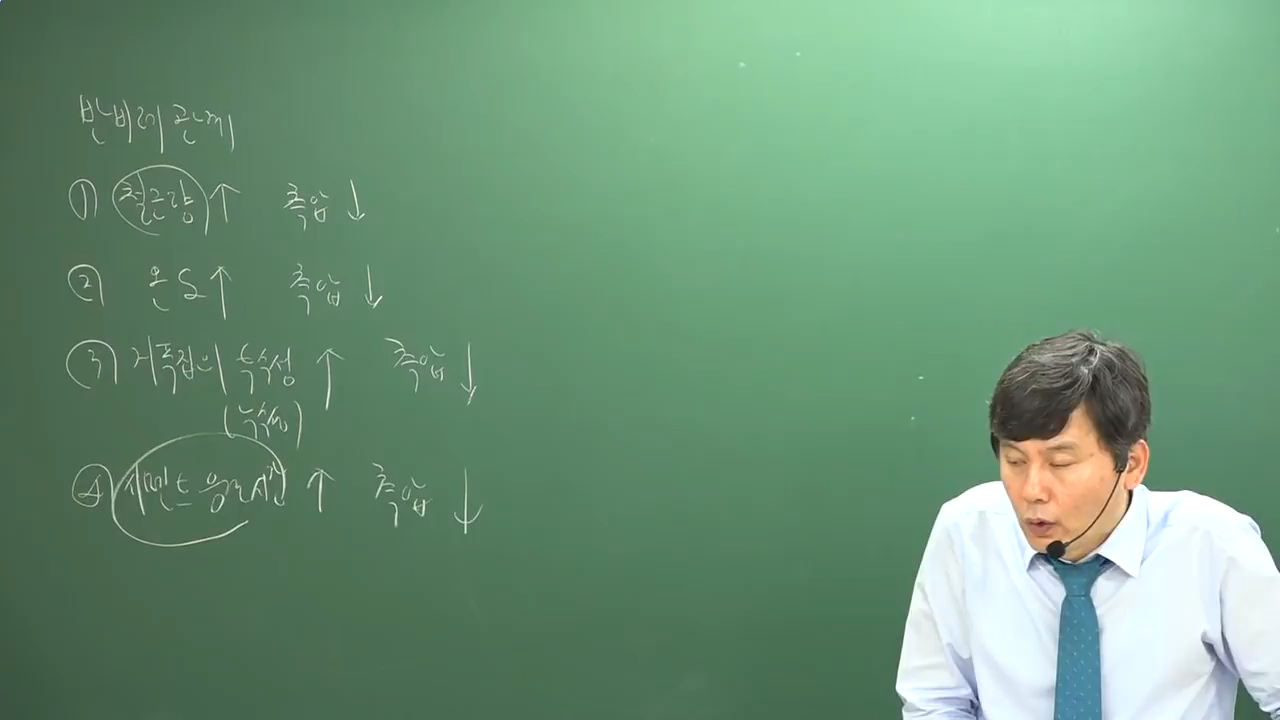 반비례 관계
① 철근량 ↑ 측압 ↓
② 온도 ↑ 측압 ↓
③ 거푸집의 투수성 ↑ 측압 ↓
(누수성)
④ 시멘트 응결시간 ↑ 측압 ↓